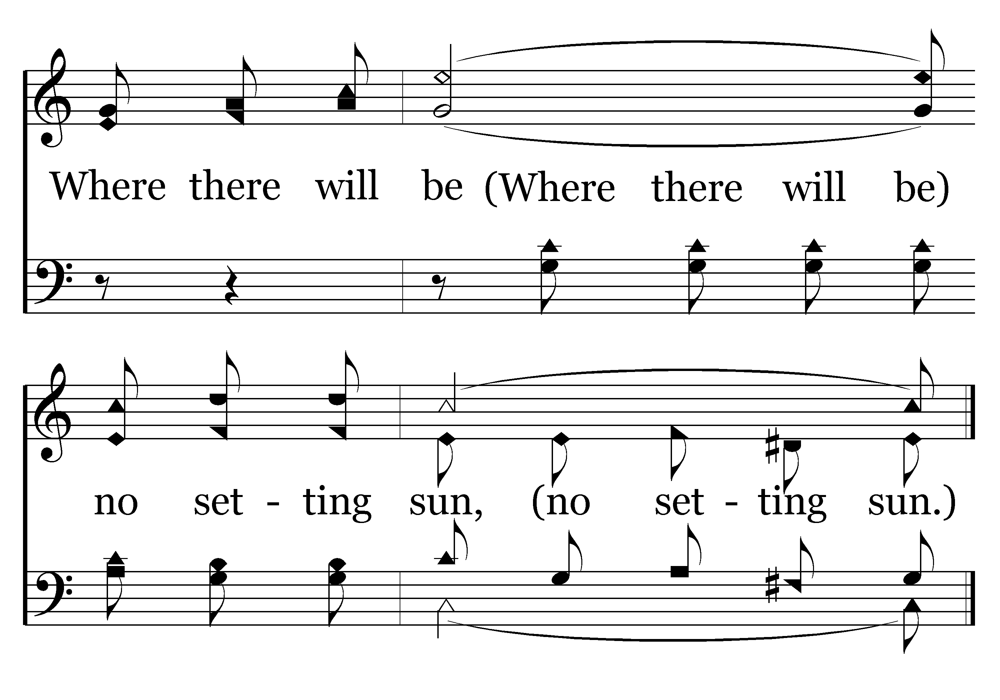 Where there will be (Where there will be)
no set - ting sun, (no set - ting sun.)